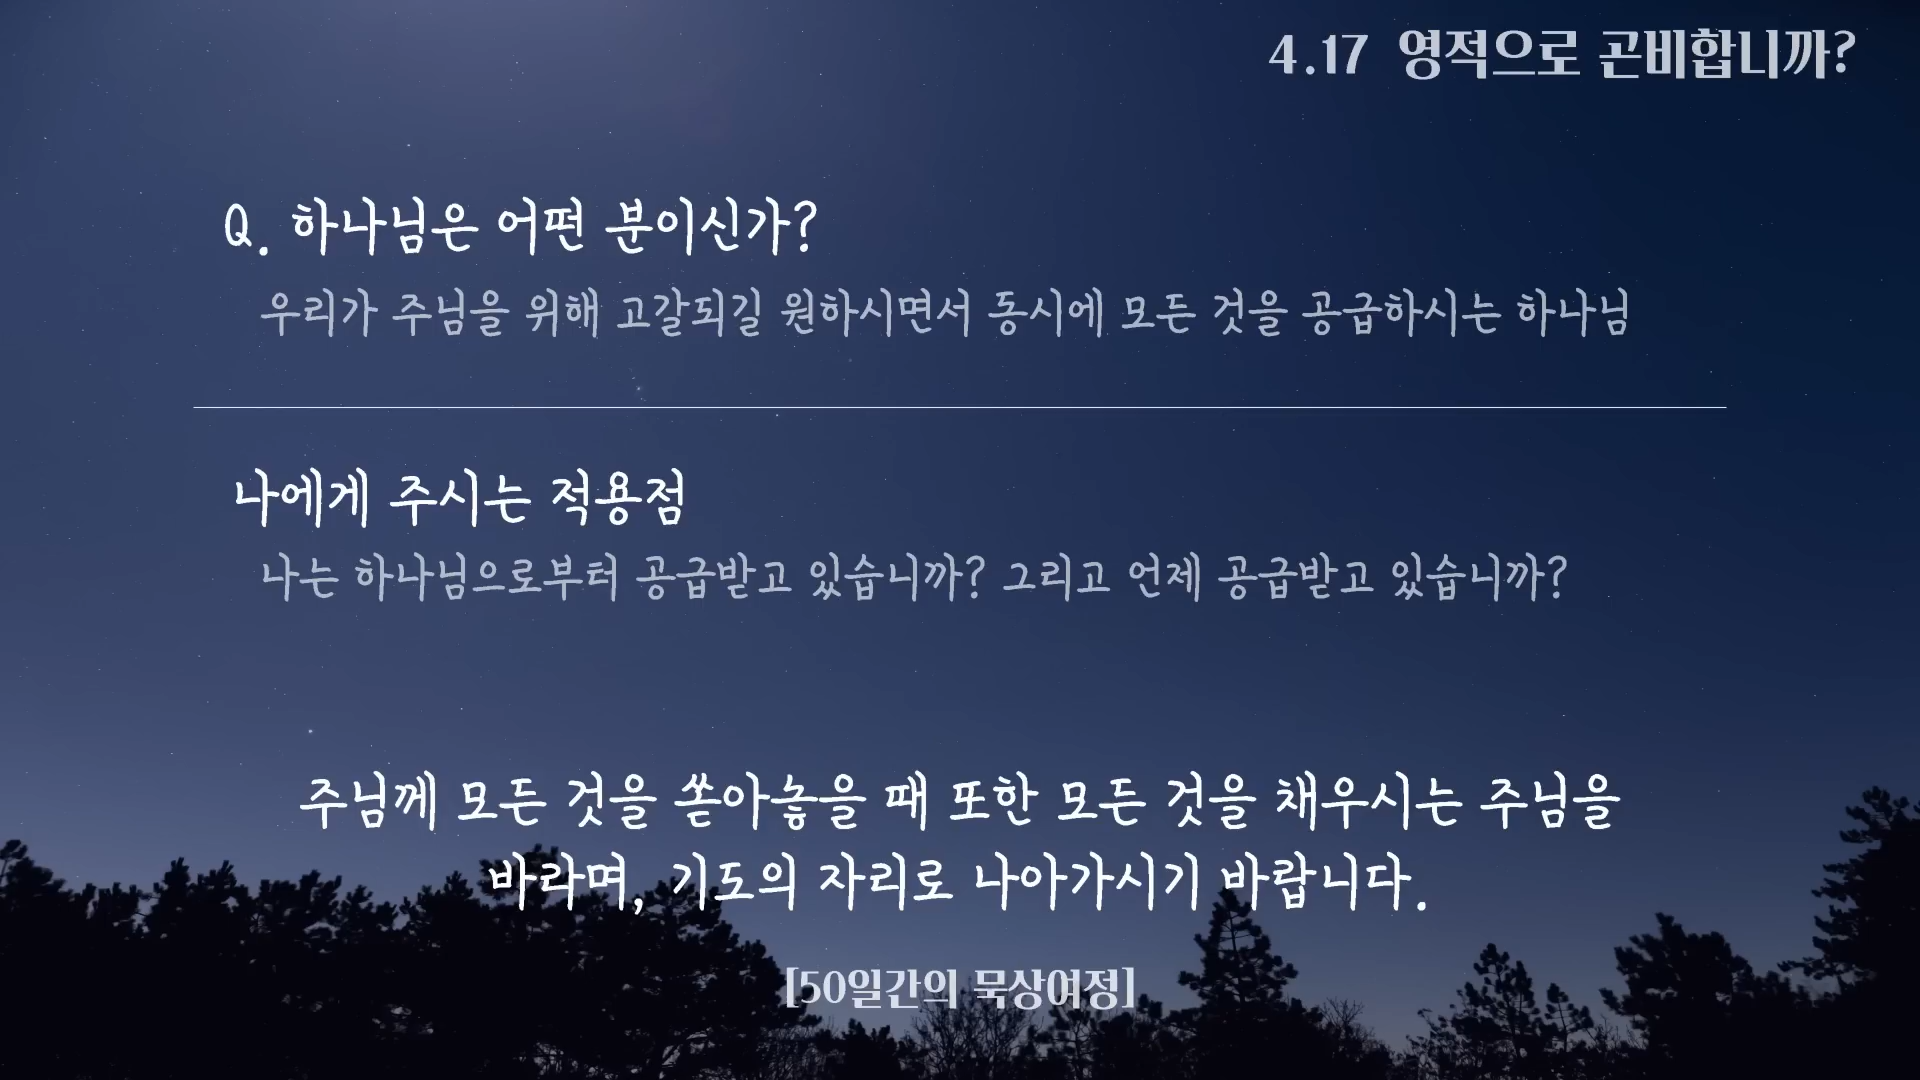 4.17 영적으로 곤비합니까?
Q. 하나님은 어떤 분이신가?
우리가 주님을 위해 고갈되길 원하시면서 동시에 모든 것을 공급하시는 하나님
나에게 주시는 적용점
나는 하나님으로부터 공급받고 있습니까? 그리고 언제 공급받고 있습니까?
주님께 모든 것을 쏟아놓을 때 또한 모든 것을 채우시는 주님을
바라며, 기도의 자리로 나아가시기 바랍니다.
[50일간의 묵상여정]